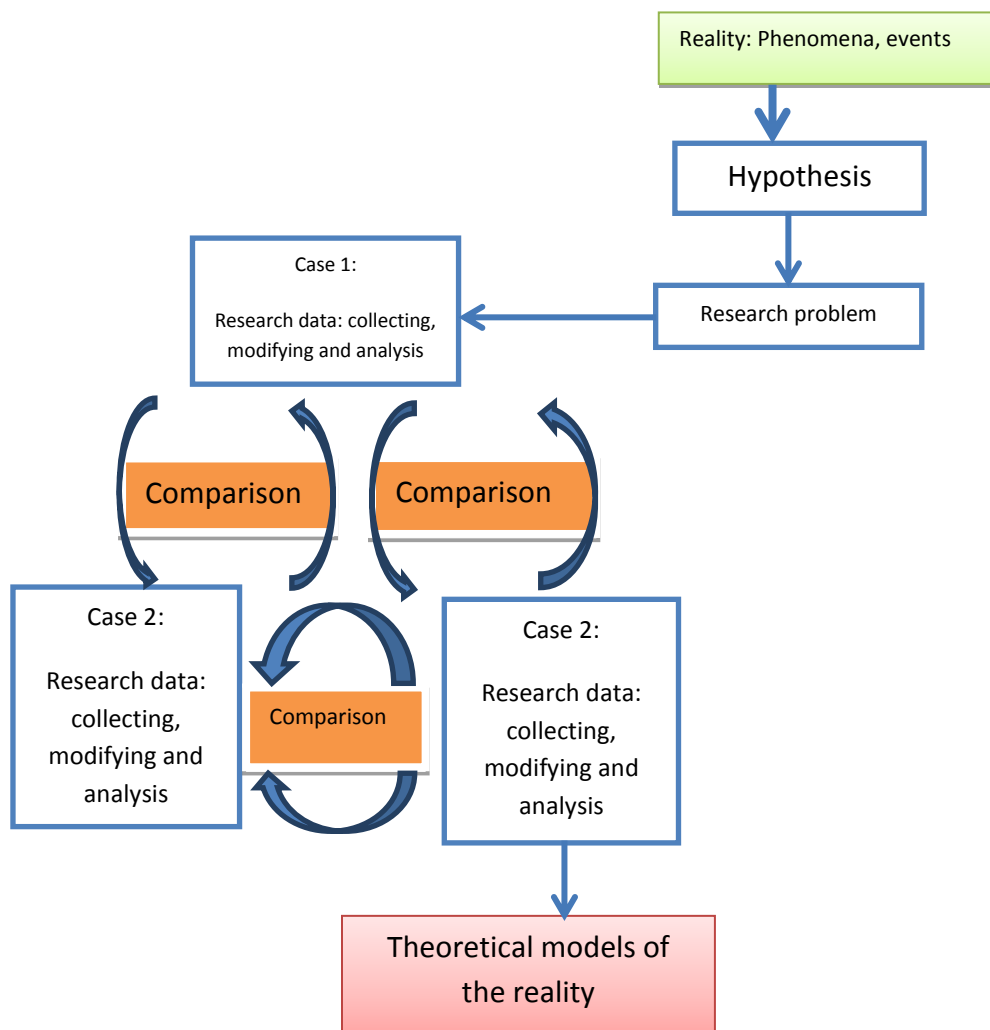 Reality: Phenomena, events
Hypothesis
Research problem
Case 1:
Research data: collecting,
modifying and analysis
Comparison
Comparison
Case 2:
Research data:
collecting,
modifying and
analysis
Comparison
Case 2:
Research data:
collecting,
modifying and
analysis
Theoretical models of
the reality